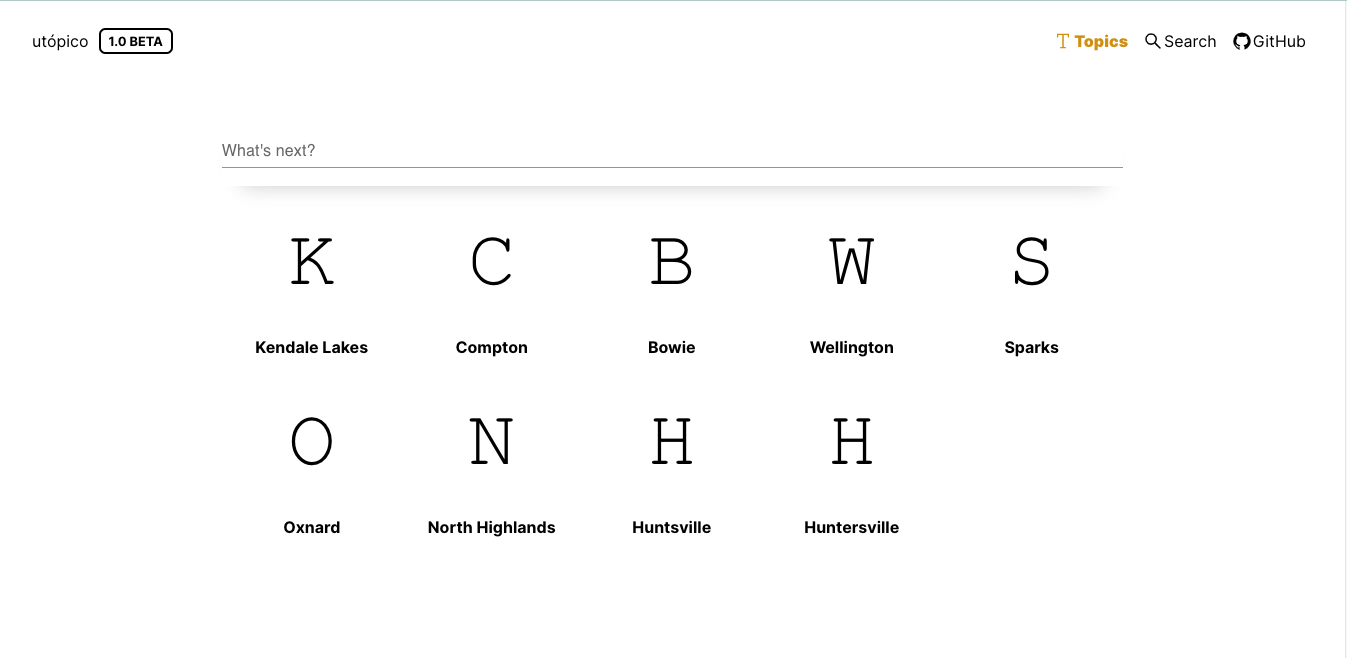 utópico 1.0 BETA Topics Search GitHub
What's next?
K C B W S
Kendale Lakes Compton Bowie Wellington Sparks
O N H H
Oxnard North Highlands Huntsville Huntersville